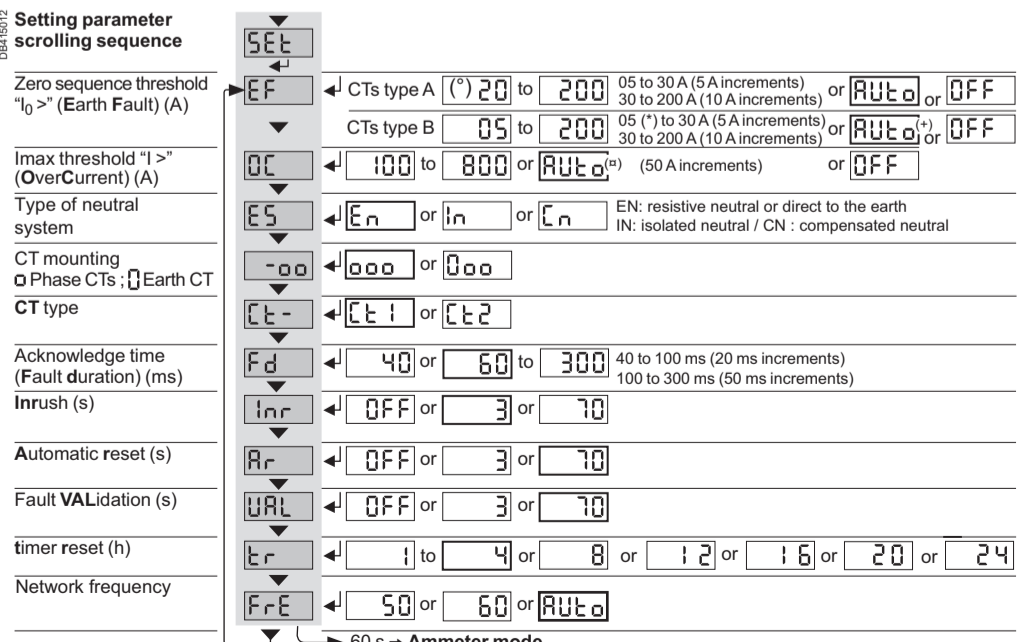 DB415012
Setting parameter
scrolling sequence
SEt
Zero sequence threshold
“I0 >” (Earth Fault) (A)
EF
CTs type A (°) 20 to 200 05 to 30 A (5 A increments)
30 to 200 A (10 A increments) or AUto or OFF
CTs type B 05 to 200 05 (*) to 30 A (5 A increments)
30 to 200 A (10 A increments) or AUto (+) or OFF
Imax threshold “I >”
(OverCurrent) (A)
OC 100 to 800 or AUto (¤) (50 A increments) or OFF
Type of neutral
system
ES En or In or Cn
EN: resistive neutral or direct to the earth
IN: isolated neutral / CN : compensated neutral
CT mounting
Phase CTs ; Earth CT
-oo ooo or 0oo
CT type
Ct- Ct1 or Ct2
Acknowledge time
(Fault duration) (ms)
Fd 40 or 60 to 300
40 to 100 ms (20 ms increments)
100 to 300 ms (50 ms increments)
Inrush (s)
Inr OFF or 3 or 70
Automatic reset (s)
Ar OFF or 3 or 70
Fault VALidation (s)
UAL OFF or 3 or 70
timer reset (h)
tr 1 to 4 or 8 or 12 or 16 or 20 or 24
Network frequency
FrE 50 or 60 or AUto
60 s → Ammeter mode